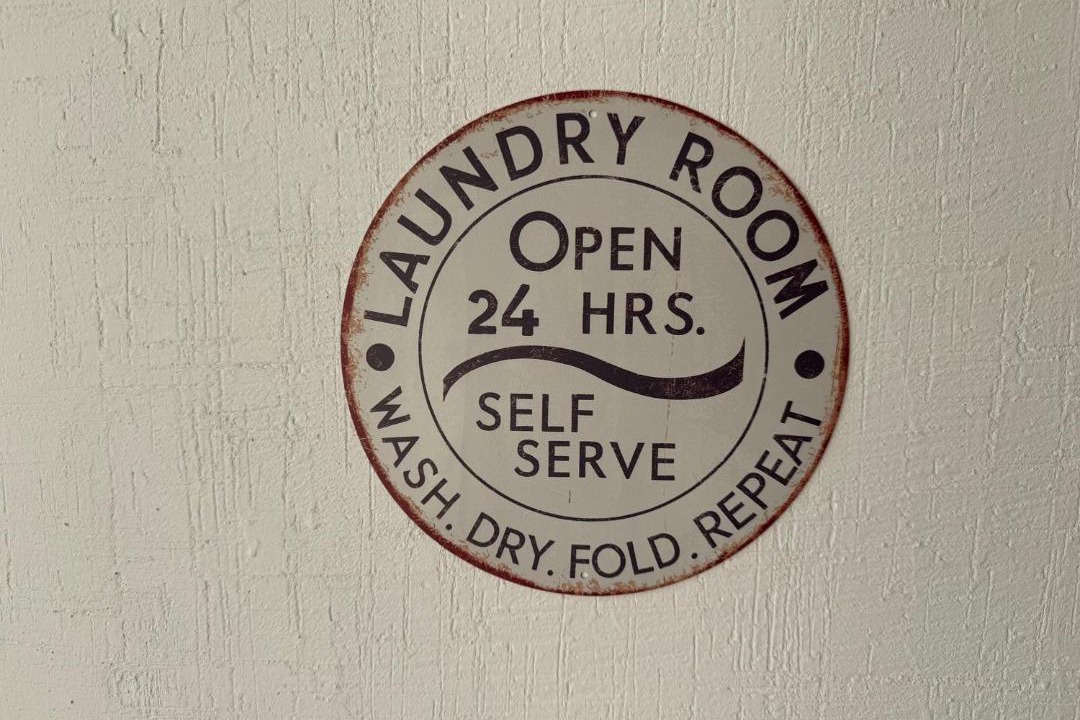 LAUNDRY ROOM
OPEN
24 HRS.
SELF
SERVE
WASH. DRY. FOLD. REPEAT